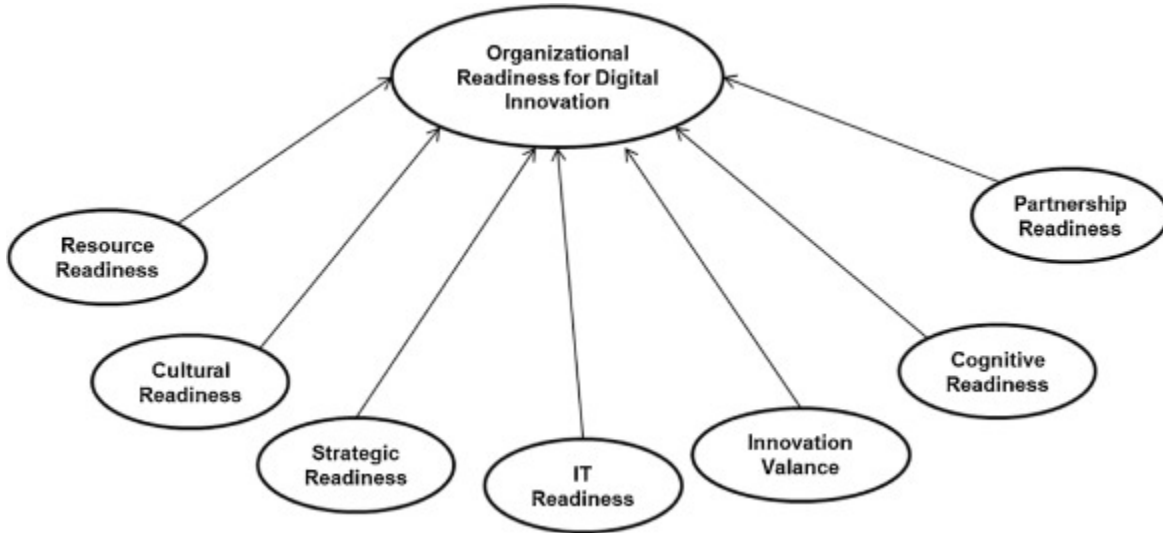 Organizational
Readiness for Digital
Innovation
Partnership
Readiness
Resource
Readiness
Cultural
Readiness
Cognitive
Readiness
Strategic
Readiness
IT
Readiness
Innovation
Valance